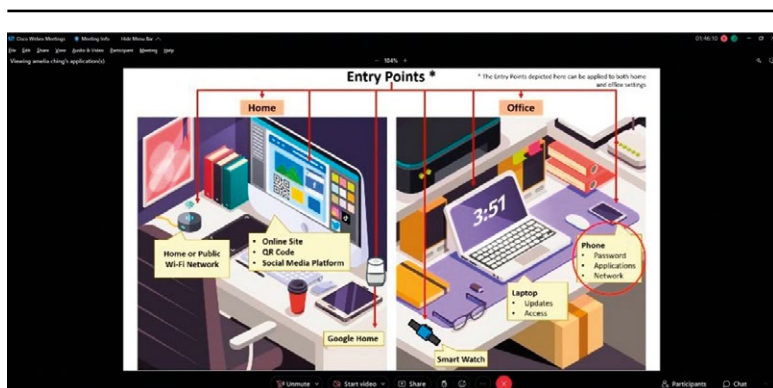 Cisco Webex Meetings Meeting Info Hide Menu Bar
01:46:10
File Edit Share View Audio & Video Participant Meeting Help
Viewing amelia ching's application(s)
104%
Entry Points *
* The Entry Points depicted here can be applied to both home
and office settings
Home
Office
3:51
Home or Public
Wi-Fi Network
• Online Site
• QR Code
• Social Media Platform
Google Home
Phone
• Password
• Applications
• Network
Laptop
• Updates
• Access
Smart Watch
Unmute
Start video
Share
Participants
Chat